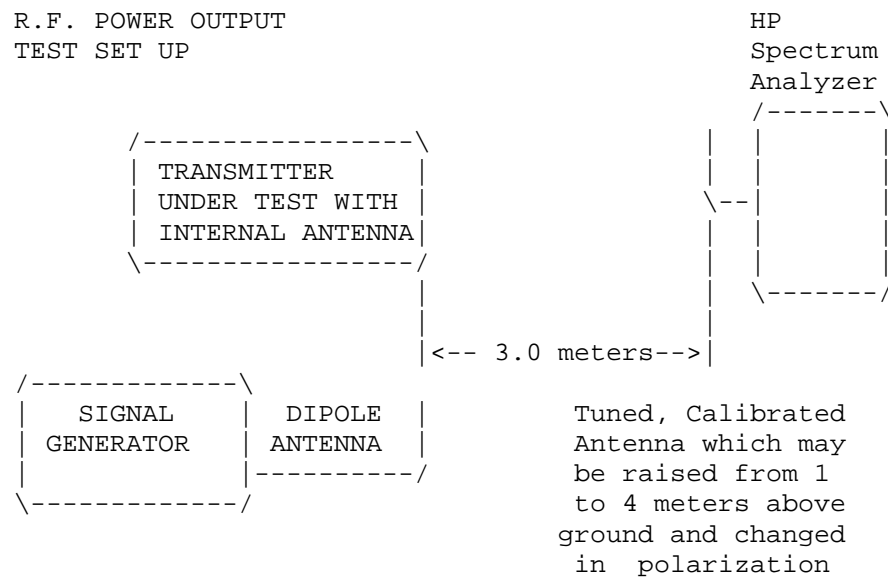 R.F. POWER OUTPUT
TEST SET UP
HP
Spectrum
Analyzer
TRANSMITTER
UNDER TEST WITH
INTERNAL ANTENNA
<-- 3.0 meters-->
SIGNAL
GENERATOR
DIPOLE
ANTENNA
Tuned, Calibrated
Antenna which may
be raised from 1
to 4 meters above
ground and changed
in polarization